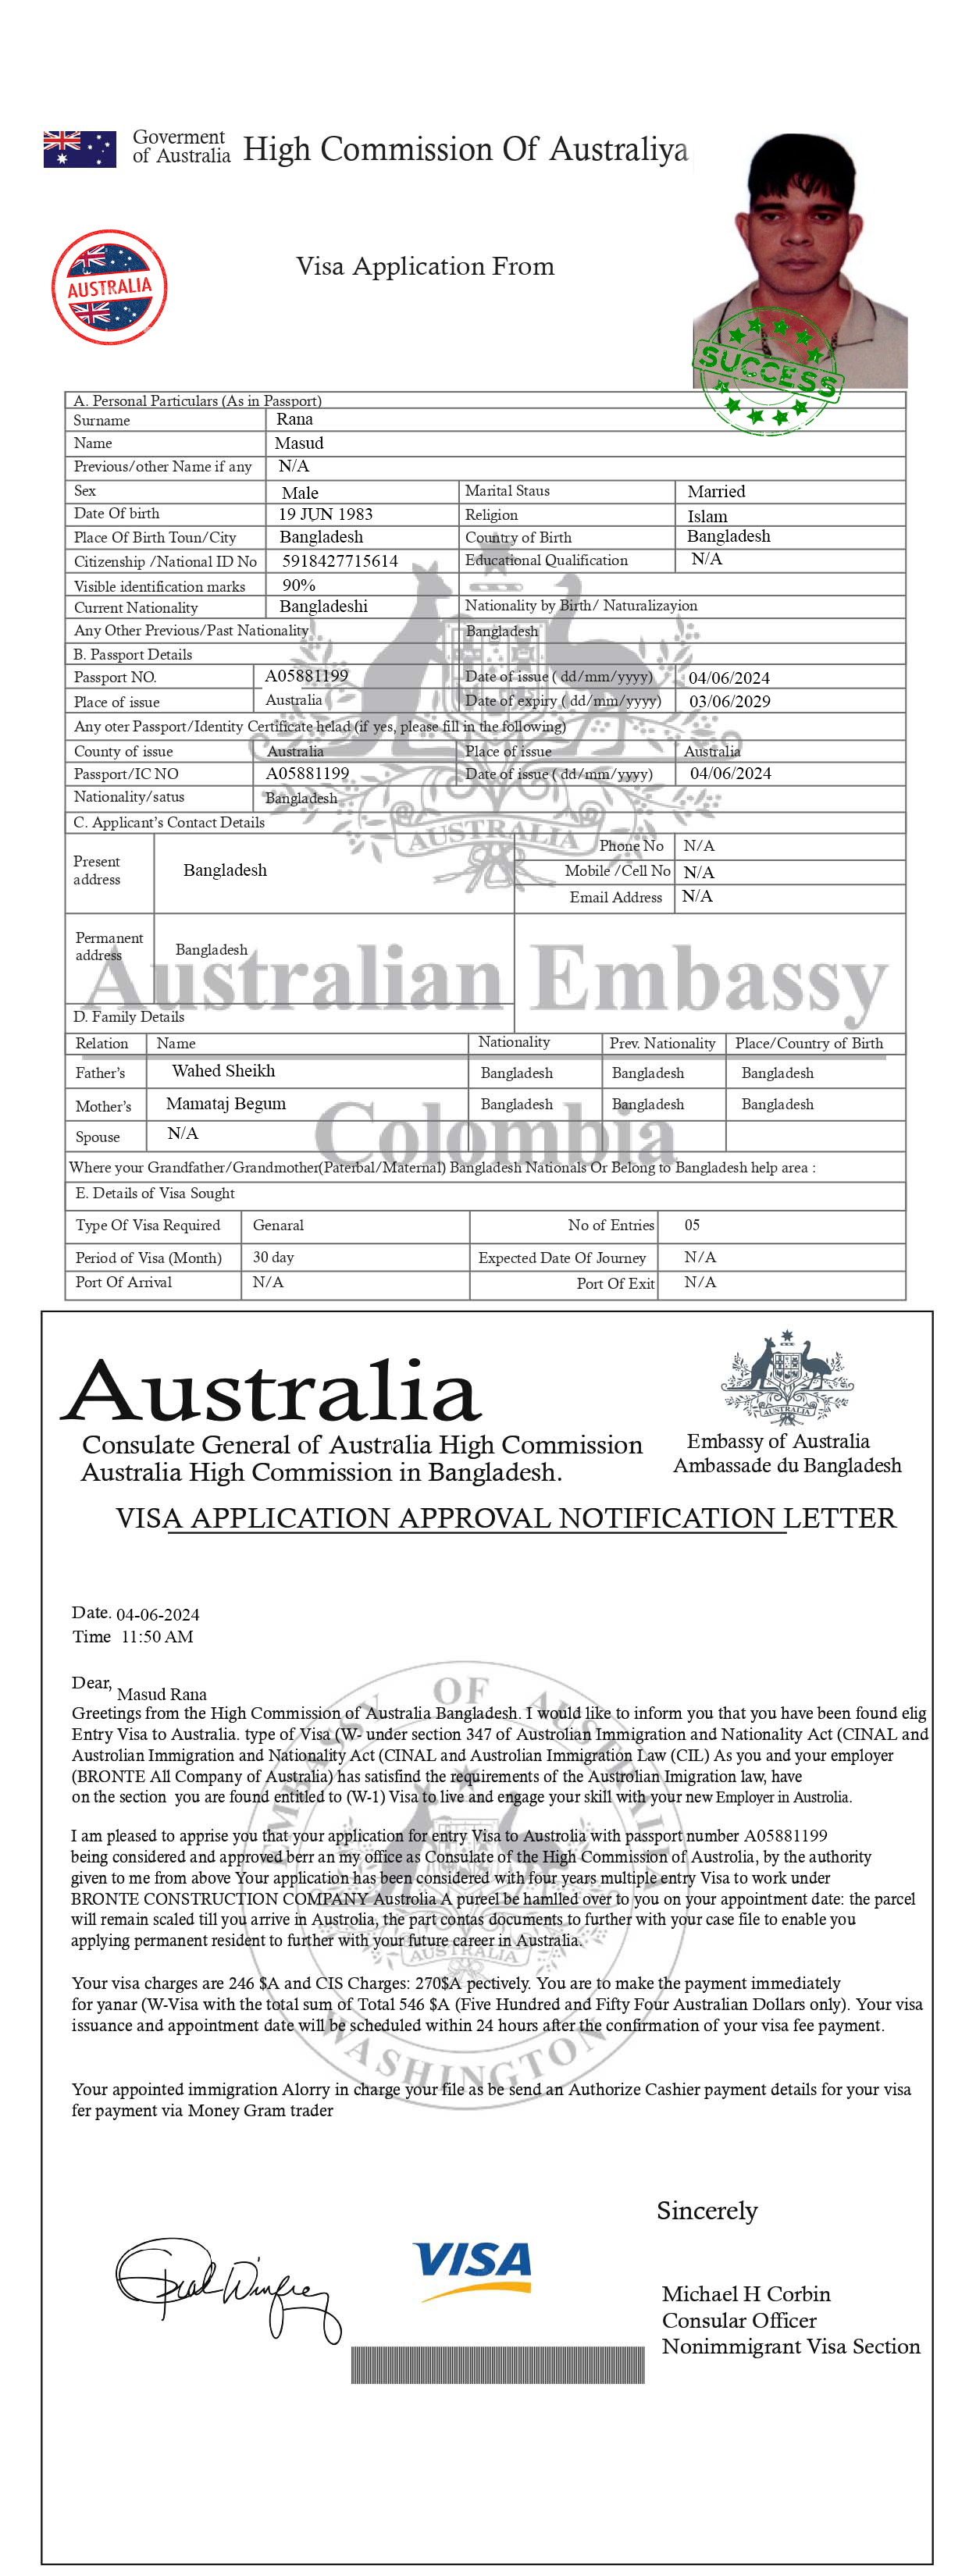 Goverment
of Australia
High Commission Of Australiya
AUSTRALIA
Visa Application From
SUCCESS
A. Personal Particulars (As in Passport)
Surname Rana
Name Masud
Previous/other Name if any N/A
Sex Male Marital Staus Married
Date Of birth 19 JUN 1983 Religion Islam
Place Of Birth Toun/City Bangladesh Country of Birth Bangladesh
Citizenship /National ID No 5918427715614 Educational Qualification N/A
Visible identification marks 90%
Current Nationality Bangladeshi Nationality by Birth/ Naturalizayion
Any Other Previous/Past Nationality Bangladesh
B. Passport Details
Passport NO. A05881199 Date of issue ( dd/mm/yyyy) 04/06/2024
Place of issue Australia Date of expiry ( dd/mm/yyyy) 03/06/2029
Any oter Passport/Identity Certificate helad (if yes, please fill in the following)
County of issue Australia Place of issue Australia
Passport/IC NO A05881199 Date of issue ( dd/mm/yyyy) 04/06/2024
Nationality/satus Bangladesh
C. Applicant's Contact Details
AUSTRALIA
Present address Bangladesh
Phone No N/A
Mobile /Cell No N/A
Email Address N/A
Permanent address Bangladesh
Australian Embassy
D. Family Details
Relation Name Nationality Prev. Nationality Place/Country of Birth
Father's Wahed Sheikh Bangladesh Bangladesh Bangladesh
Mother's Mamataj Begum Bangladesh Bangladesh Bangladesh
Colombia
Spouse N/A
Where your Grandfather/Grandmother(Paterbal/Maternal) Bangladesh Nationals Or Belong to Bangladesh help area :
E. Details of Visa Sought
Type Of Visa Required Genaral No of Entries 05
Period of Visa (Month) 30 day Expected Date Of Journey N/A
Port Of Arrival N/A Port Of Exit N/A
Australia
Consulate General of Australia High Commission
Australia High Commission in Bangladesh.
AUSTRALIA
Embassy of Australia
Ambassade du Bangladesh
VISA APPLICATION APPROVAL NOTIFICATION LETTER
Date. 04-06-2024
Time 11:50 AM
Dear, Masud Rana
Greetings from the High Commission of Australia Bangladesh. I would like to inform you that you have been found elig
Entry Visa to Australia. type of Visa (W- under section 347 of Austrolian Immigration and Nationality Act (CINAL and
Austrolian Immigration and Nationality Act (CINAL and Austrolian Immigration Law (CIL) As you and your employer
(BRONTE All Company of Australia) has satisfind the requirements of the Austrolian Imigration law, have
on the section you are found entitled to (W-1) Visa to live and engage your skill with your new Employer in Austrolia.
I am pleased to apprise you that your application for entry Visa to Austrolia with passport number A05881199
being considered and approved berr an my office as Consulate of the High Commission of Austrolia, by the authority
given to me from above Your application has been considered with four years multiple entry Visa to work under
BRONTE CONSTRUCTION COMPANY Austrolia A pureel be hamlled over to you on your appointment date: the parcel
will remain scaled till you arrive in Austrolia, the part contas documents to further with your case file to enable you
applying permanent resident to further with your future career in Australia.
Your visa charges are 246 $A and CIS Charges: 270$A pectively. You are to make the payment immediately
for yanar (W-Visa with the total sum of Total 546 $A (Five Hundred and Fifty Four Australian Dollars only). Your visa
issuance and appointment date will be scheduled within 24 hours after the confirmation of your visa fee payment.
Your appointed immigration Alorry in charge your file as be send an Authorize Cashier payment details for your visa
fer payment via Money Gram trader
EMBASSY OF AUSTRALIA
AUSTRALIA
WASHINGTON
Sincerely
VISA
Michael H Corbin
Consular Officer
Nonimmigrant Visa Section